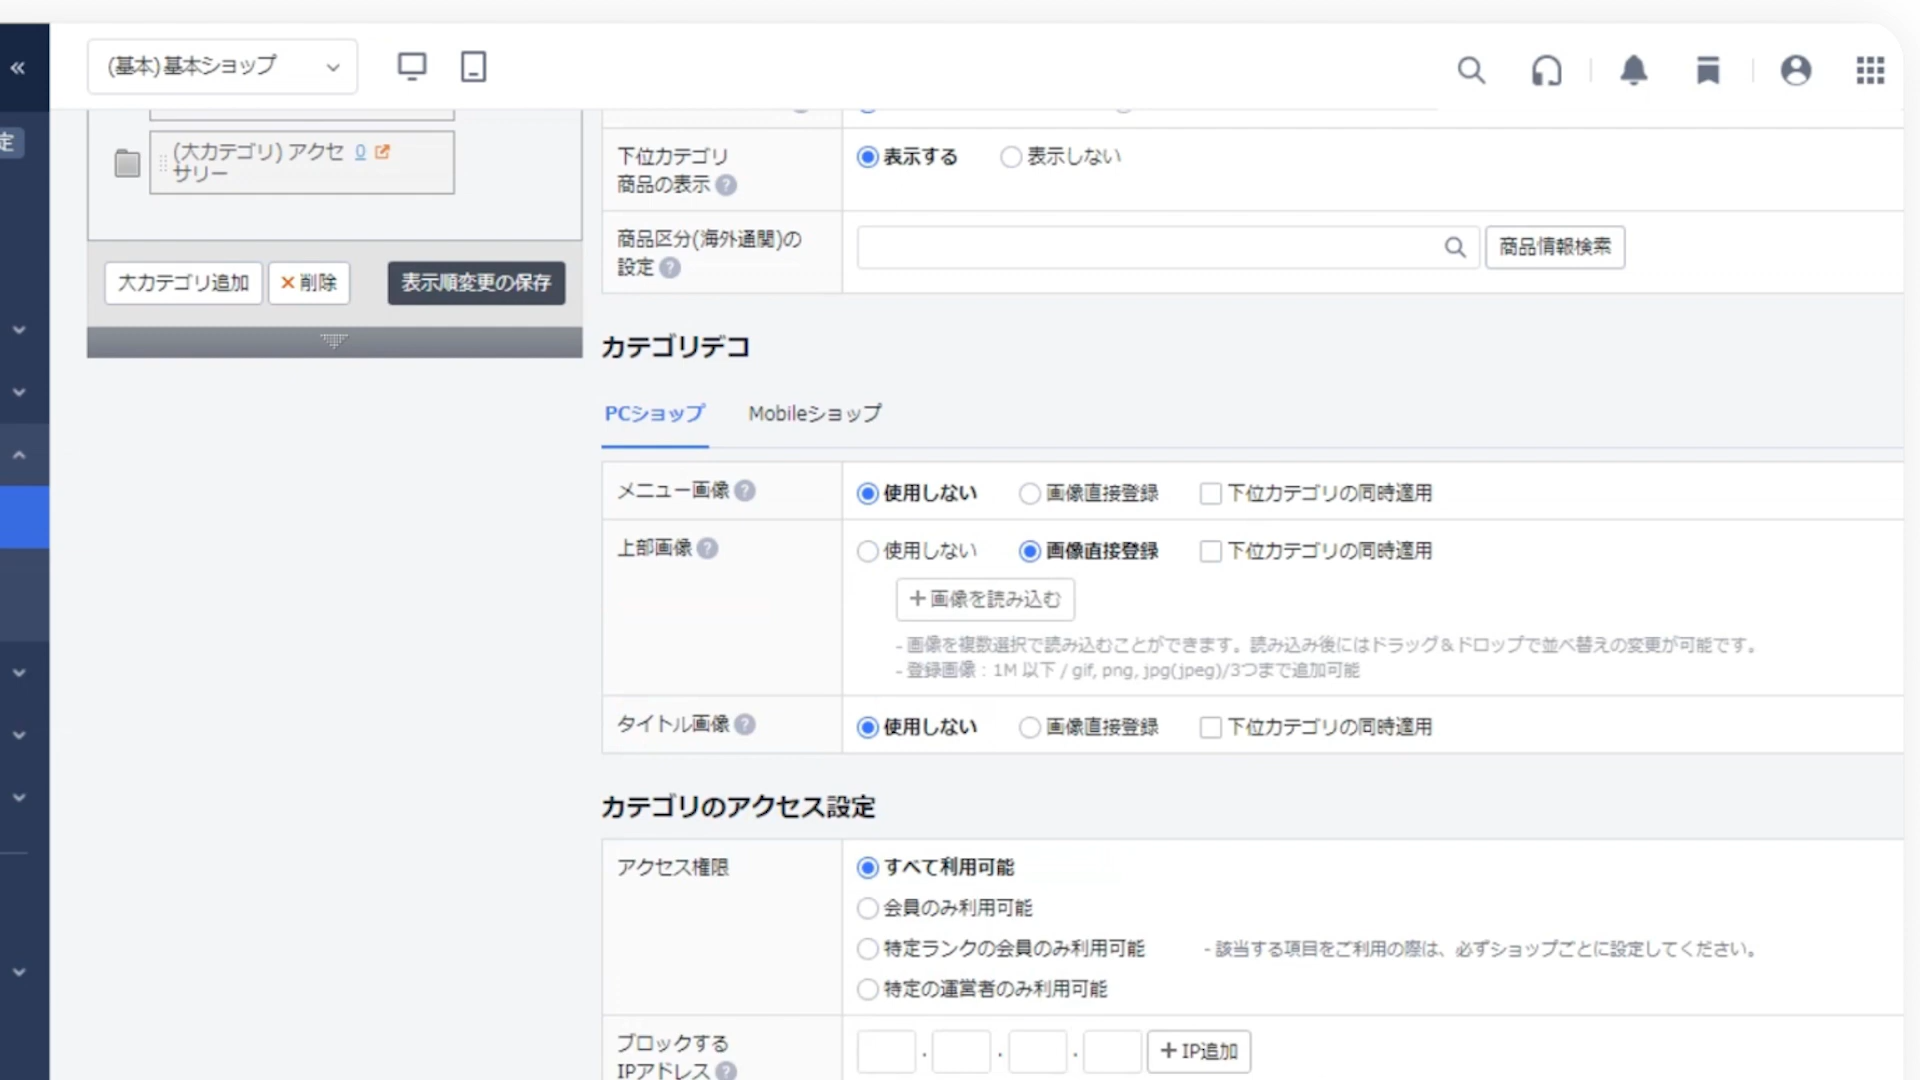 (基本)基本ショップ
定
(大カテゴリ) アクセ 0
サリー
大カテゴリ追加
×削除
表示順変更の保存
下位カテゴリ
商品の表示 ?
表示する
表示しない
商品区分(海外通関)の
設定 ?
商品情報検索
カテゴリデコ
PCショップ
Mobileショップ
メニュー画像 ?
使用しない
画像直接登録
下位カテゴリの同時適用
上部画像 ?
使用しない
画像直接登録
下位カテゴリの同時適用
+画像を読み込む
- 画像を複数選択で読み込むことができます。読み込み後にはドラッグ＆ドロップで並べ替えの変更が可能です。
- 登録画像 : 1M 以下 / gif, png, jpg(jpeg)/3つまで追加可能
タイトル画像 ?
使用しない
画像直接登録
下位カテゴリの同時適用
カテゴリのアクセス設定
アクセス権限
すべて利用可能
会員のみ利用可能
特定ランクの会員のみ利用可能
- 該当する項目をご利用の際は、必ずショップごとに設定してください。
特定の運営者のみ利用可能
ブロックする
IPアドレス ?
. . .
+IP追加